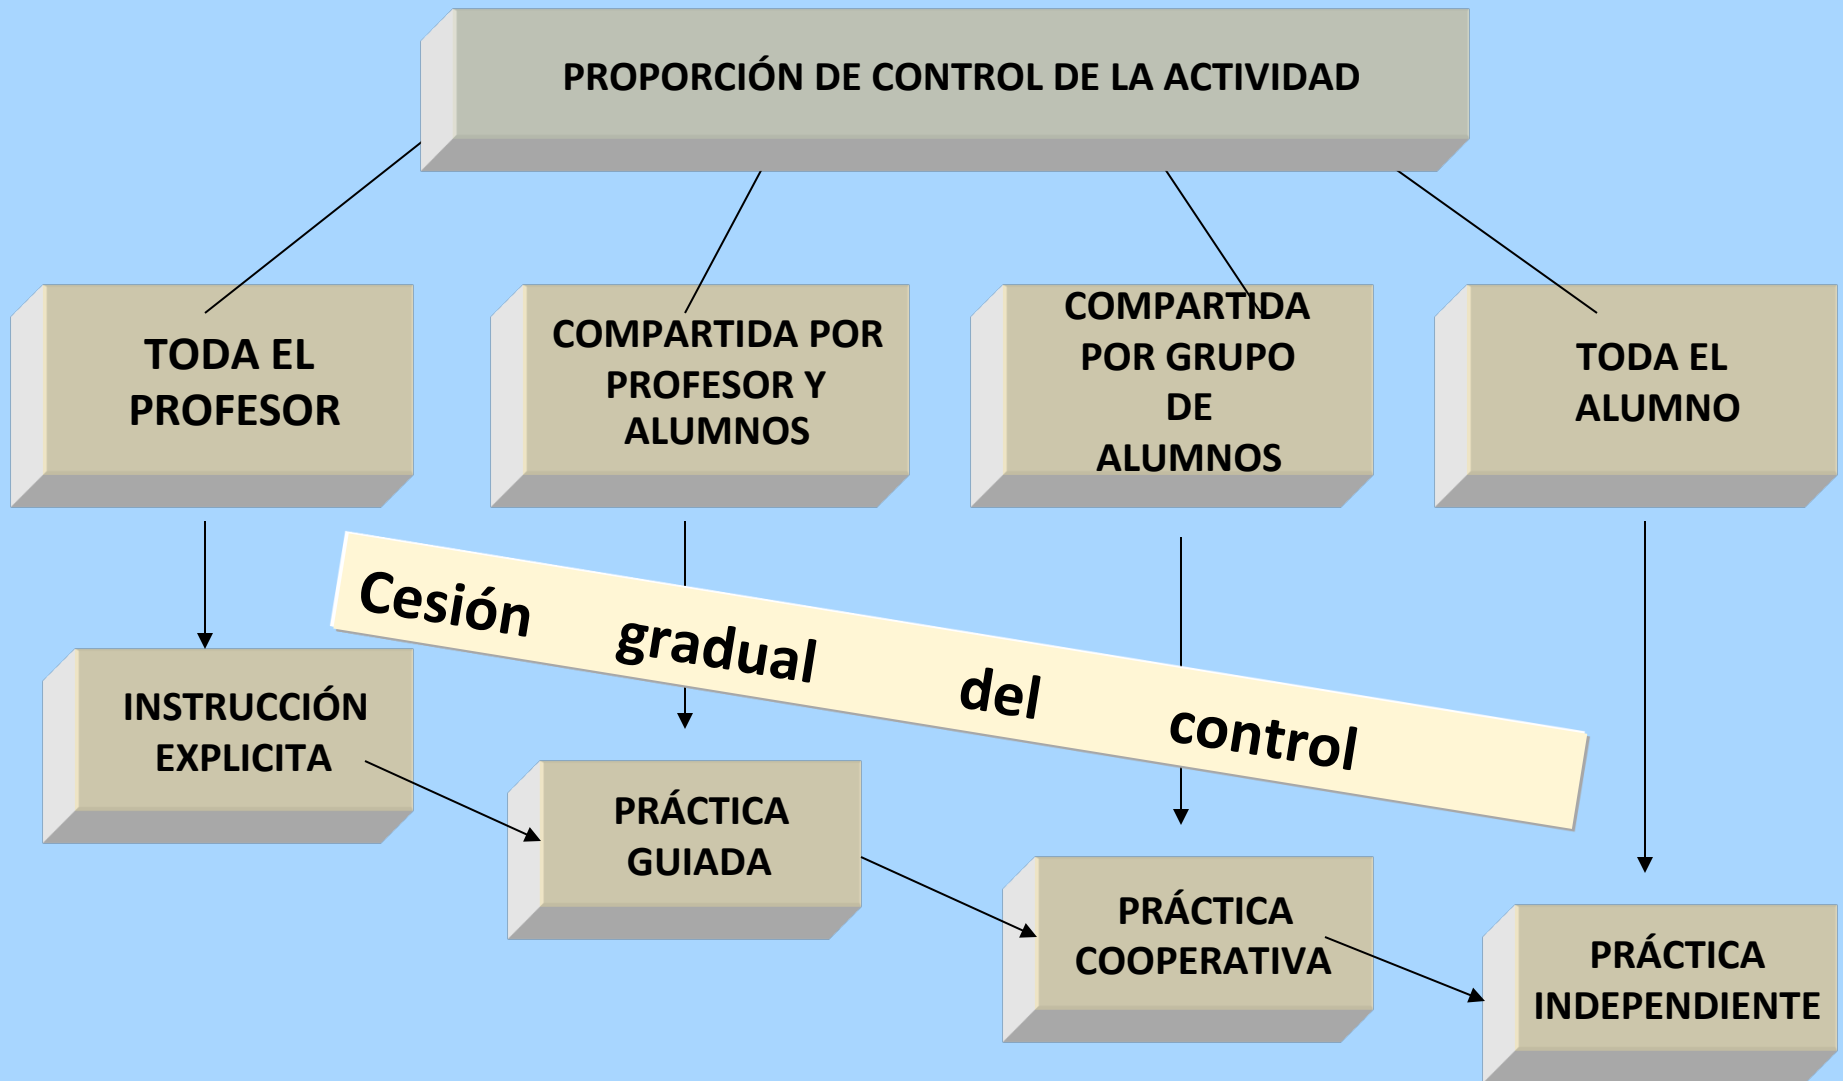 PROPORCIÓN DE CONTROL DE LA ACTIVIDAD
TODA EL
PROFESOR
COMPARTIDA POR
PROFESOR Y
ALUMNOS
COMPARTIDA
POR GRUPO
DE
ALUMNOS
TODA EL
ALUMNO
Cesión gradual del control
INSTRUCCIÓN
EXPLICITA
PRÁCTICA
GUIADA
PRÁCTICA
COOPERATIVA
PRÁCTICA
INDEPENDIENTE